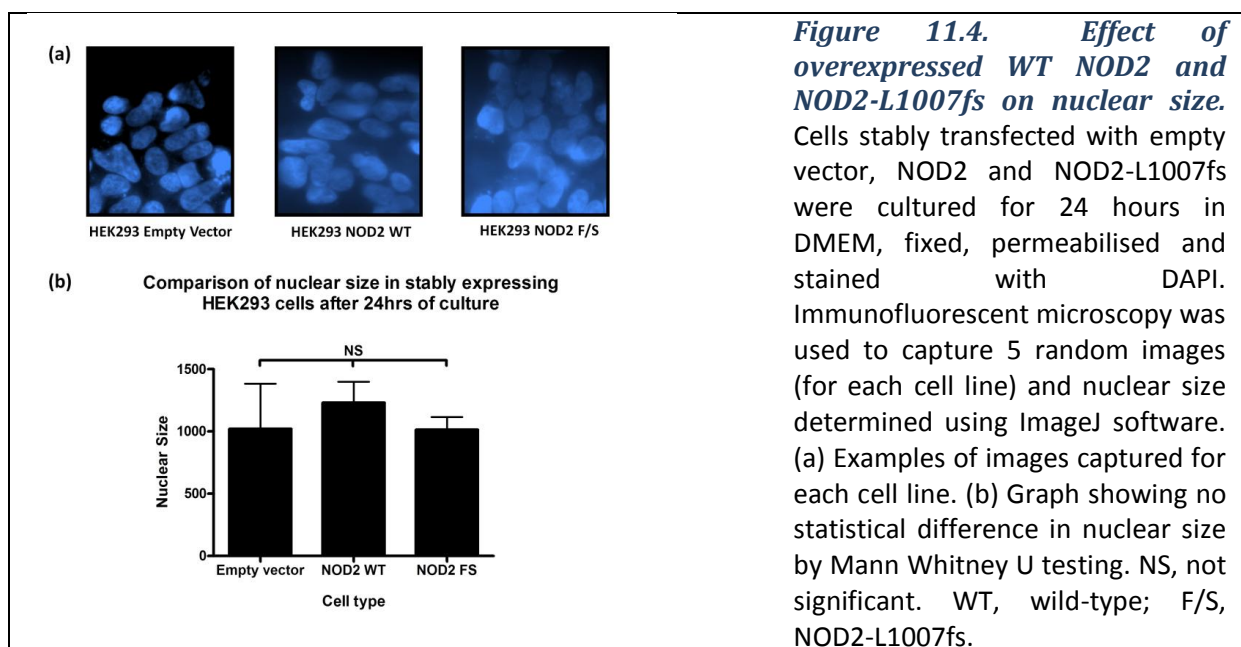 (a)
HEK293 Empty Vector
HEK293 NOD2 WT
HEK293 NOD2 F/S
(b)
Comparison of nuclear size in stably expressing
HEK293 cells after 24hrs of culture
NS
1500
1000
500
0
Nuclear Size
Empty vector
NOD2 WT
NOD2 FS
Cell type
Figure 11.4. Effect of
overexpressed WT NOD2 and
NOD2-L1007fs on nuclear size.
Cells stably transfected with empty
vector, NOD2 and NOD2-L1007fs
were cultured for 24 hours in
DMEM, fixed, permeabilised and
stained with DAPI.
Immunofluorescent microscopy was
used to capture 5 random images
(for each cell line) and nuclear size
determined using ImageJ software.
(a) Examples of images captured for
each cell line. (b) Graph showing no
statistical difference in nuclear size
by Mann Whitney U testing. NS, not
significant. WT, wild-type; F/S,
NOD2-L1007fs.